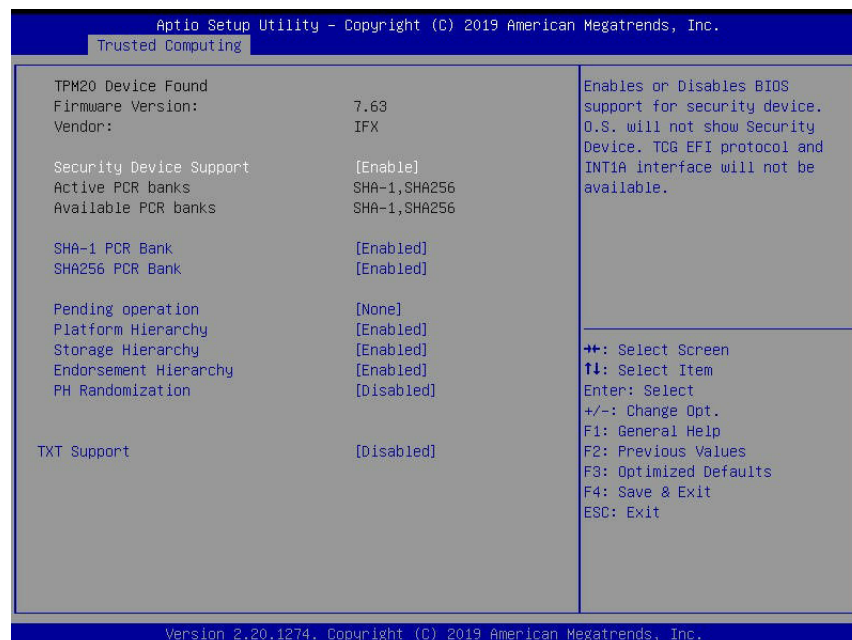 Aptio Setup Utility – Copyright (C) 2019 American Megatrends, Inc.
Trusted Computing
TPM20 Device Found
Firmware Version: 7.63
Vendor: IFX
Security Device Support [Enable]
Active PCR banks SHA-1,SHA256
Available PCR banks SHA-1,SHA256
SHA-1 PCR Bank [Enabled]
SHA256 PCR Bank [Enabled]
Pending operation [None]
Platform Hierarchy [Enabled]
Storage Hierarchy [Enabled]
Endorsement Hierarchy [Enabled]
PH Randomization [Disabled]
TXT Support [Disabled]
Enables or Disables BIOS
support for security device.
O.S. will not show Security
Device. TCG EFI protocol and
INT1A interface will not be
available.
→←: Select Screen
↑↓: Select Item
Enter: Select
+/-: Change Opt.
F1: General Help
F2: Previous Values
F3: Optimized Defaults
F4: Save & Exit
ESC: Exit
Version 2.20.1274. Copyright (C) 2019 American Megatrends, Inc.